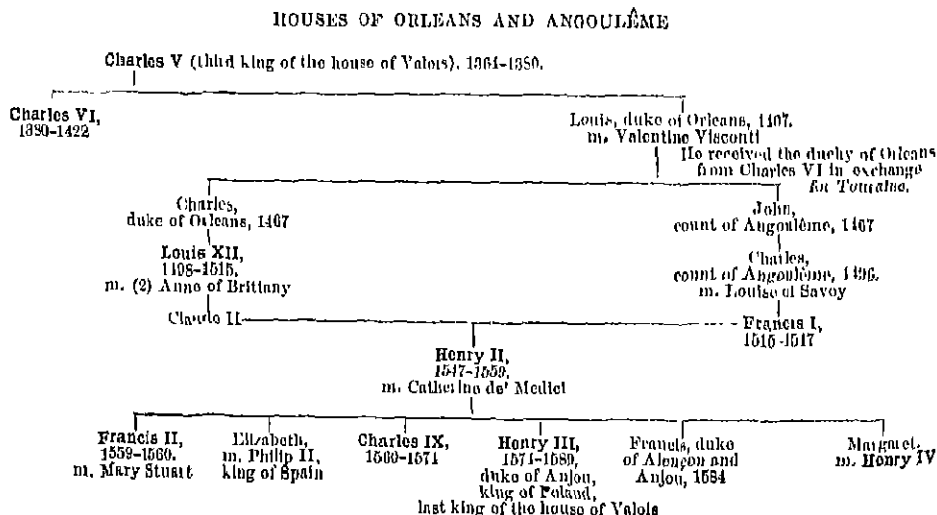 HOUSES OF ORLEANS AND ANGOULÊME
Charles V (third king of the house of Valois), 1364-1380.
Charles VI,
1380-1422
Louis, duke of Orleans, 1407,
m. Valentine Visconti
He received the duchy of Orleans
from Charles VI in exchange
for Touraine.
Charles,
duke of Orleans, 1467
John,
count of Angoulême, 1467
Louis XII,
1498-1515,
m. (2) Anne of Brittany
Charles,
count of Angoulême, 1496,
m. Louise of Savoy
Claude II
Francis I,
1515-1547
Henry II,
1547-1559,
m. Catherine de' Medici
Francis II,
1559-1560,
m. Mary Stuart
Elizabeth,
m. Philip II,
king of Spain
Charles IX,
1560-1574
Henry III,
1574-1589,
duke of Anjou,
king of Poland,
last king of the house of Valois
Francis, duke
of Alençon and
Anjou, 1584
Margaret,
m. Henry IV